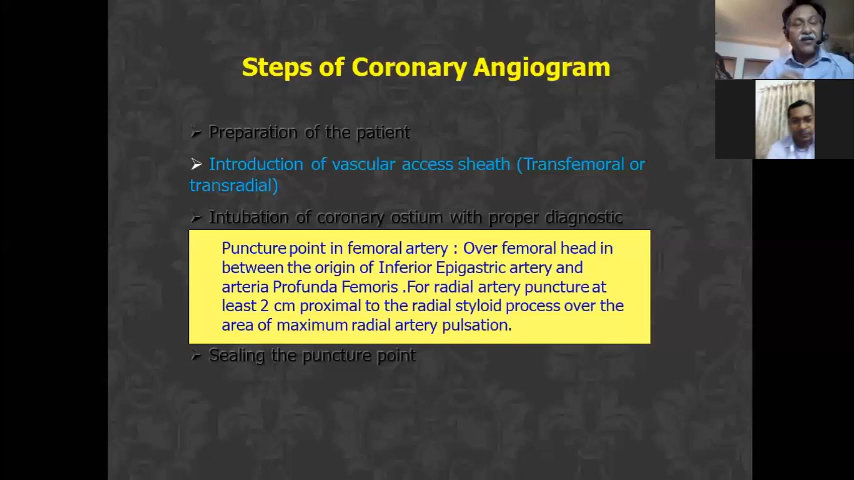 Steps of Coronary Angiogram
➢ Preparation of the patient
➢ Introduction of vascular access sheath (Transfemoral or
transradial)
➢ Intubation of coronary ostium with proper diagnostic
Puncture point in femoral artery : Over femoral head in
between the origin of Inferior Epigastric artery and
arteria Profunda Femoris .For radial artery puncture at
least 2 cm proximal to the radial styloid process over the
area of maximum radial artery pulsation.
➢ Sealing the puncture point